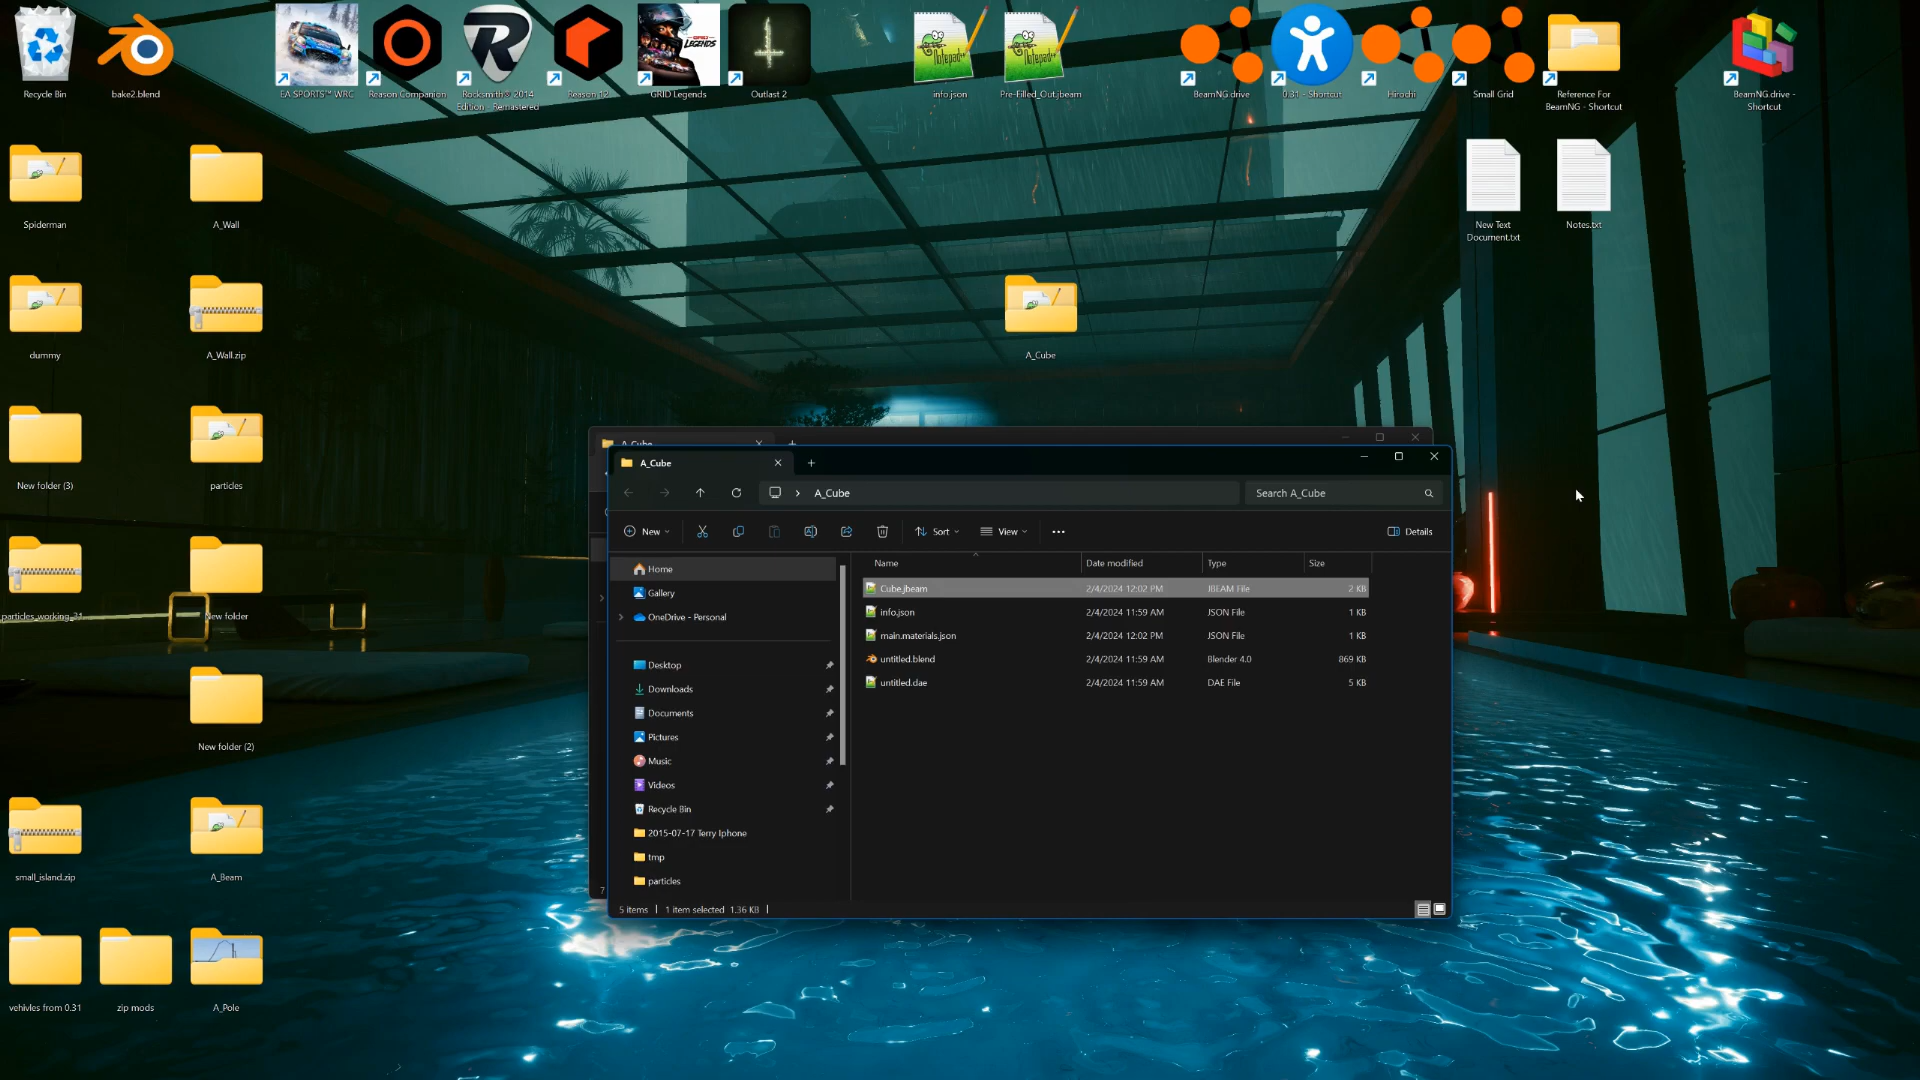 Recycle Bin
bake2.blend
EA SPORTS™ WRC
Reason Companion
Rocksmith® 2014
Edition - Remastered
Reason 12
GRID Legends
Outlast 2
info.json
Pre-Filled_Out.jbeam
BeamNG.drive
0.31 - Shortcut
Hirochi
Small Grid
Reference For
BeamNG - Shortcut
BeamNG.drive -
Shortcut
Spiderman
A_Wall
New Text
Document.txt
Notes.txt
dummy
A_Wall.zip
A_Cube
New folder (3)
particles
particles_working_31
New folder
New folder (2)
small_island.zip
A_Beam
vehivles from 0.31
zip mods
A_Pole
A_Cube
A_Cube
A_Cube
Search A_Cube
New
Sort
View
Details
Home
Gallery
OneDrive - Personal
Desktop
Downloads
Documents
Pictures
Music
Videos
Recycle Bin
2015-07-17 Terry Iphone
tmp
particles
Name Date modified Type Size
Cube.jbeam 2/4/2024 12:02 PM JBEAM File 2 KB
info.json 2/4/2024 11:59 AM JSON File 1 KB
main.materials.json 2/4/2024 12:02 PM JSON File 1 KB
untitled.blend 2/4/2024 11:59 AM Blender 4.0 869 KB
untitled.dae 2/4/2024 11:59 AM DAE File 5 KB
7
5 items 1 item selected 1.36 KB